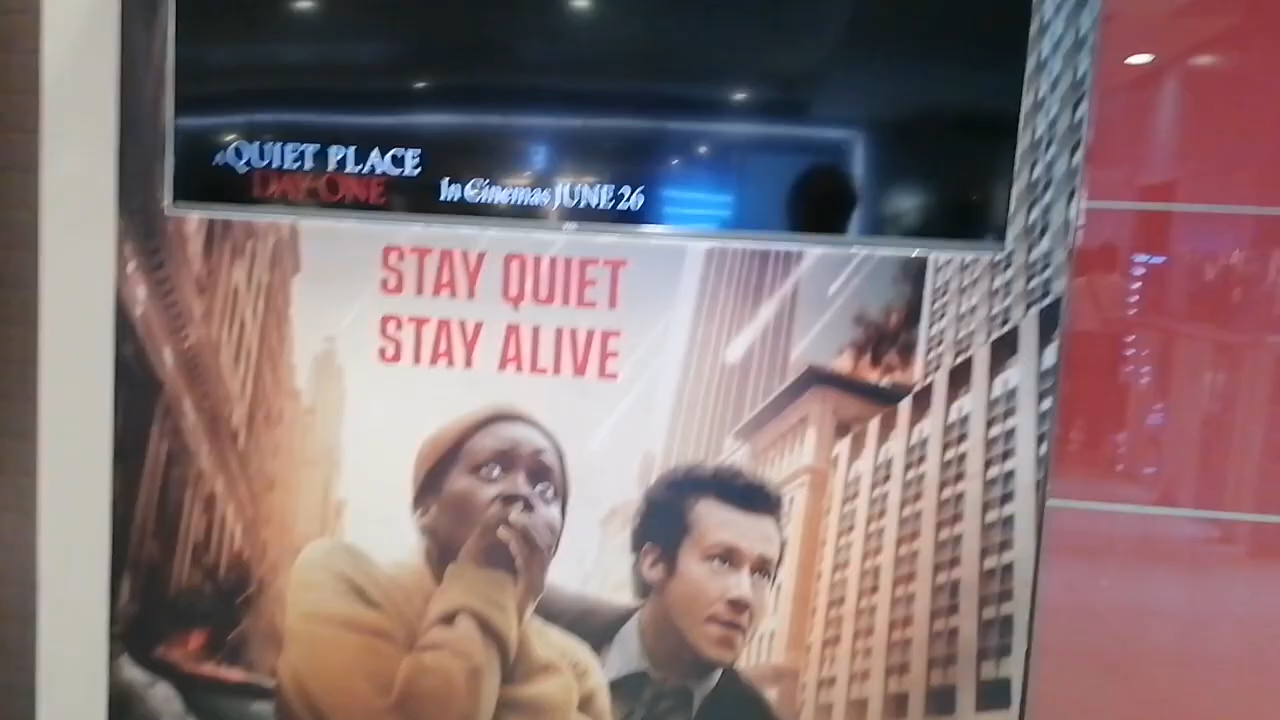 A QUIET PLACE
DAY ONE
In Cinemas JUNE 26
STAY QUIET
STAY ALIVE